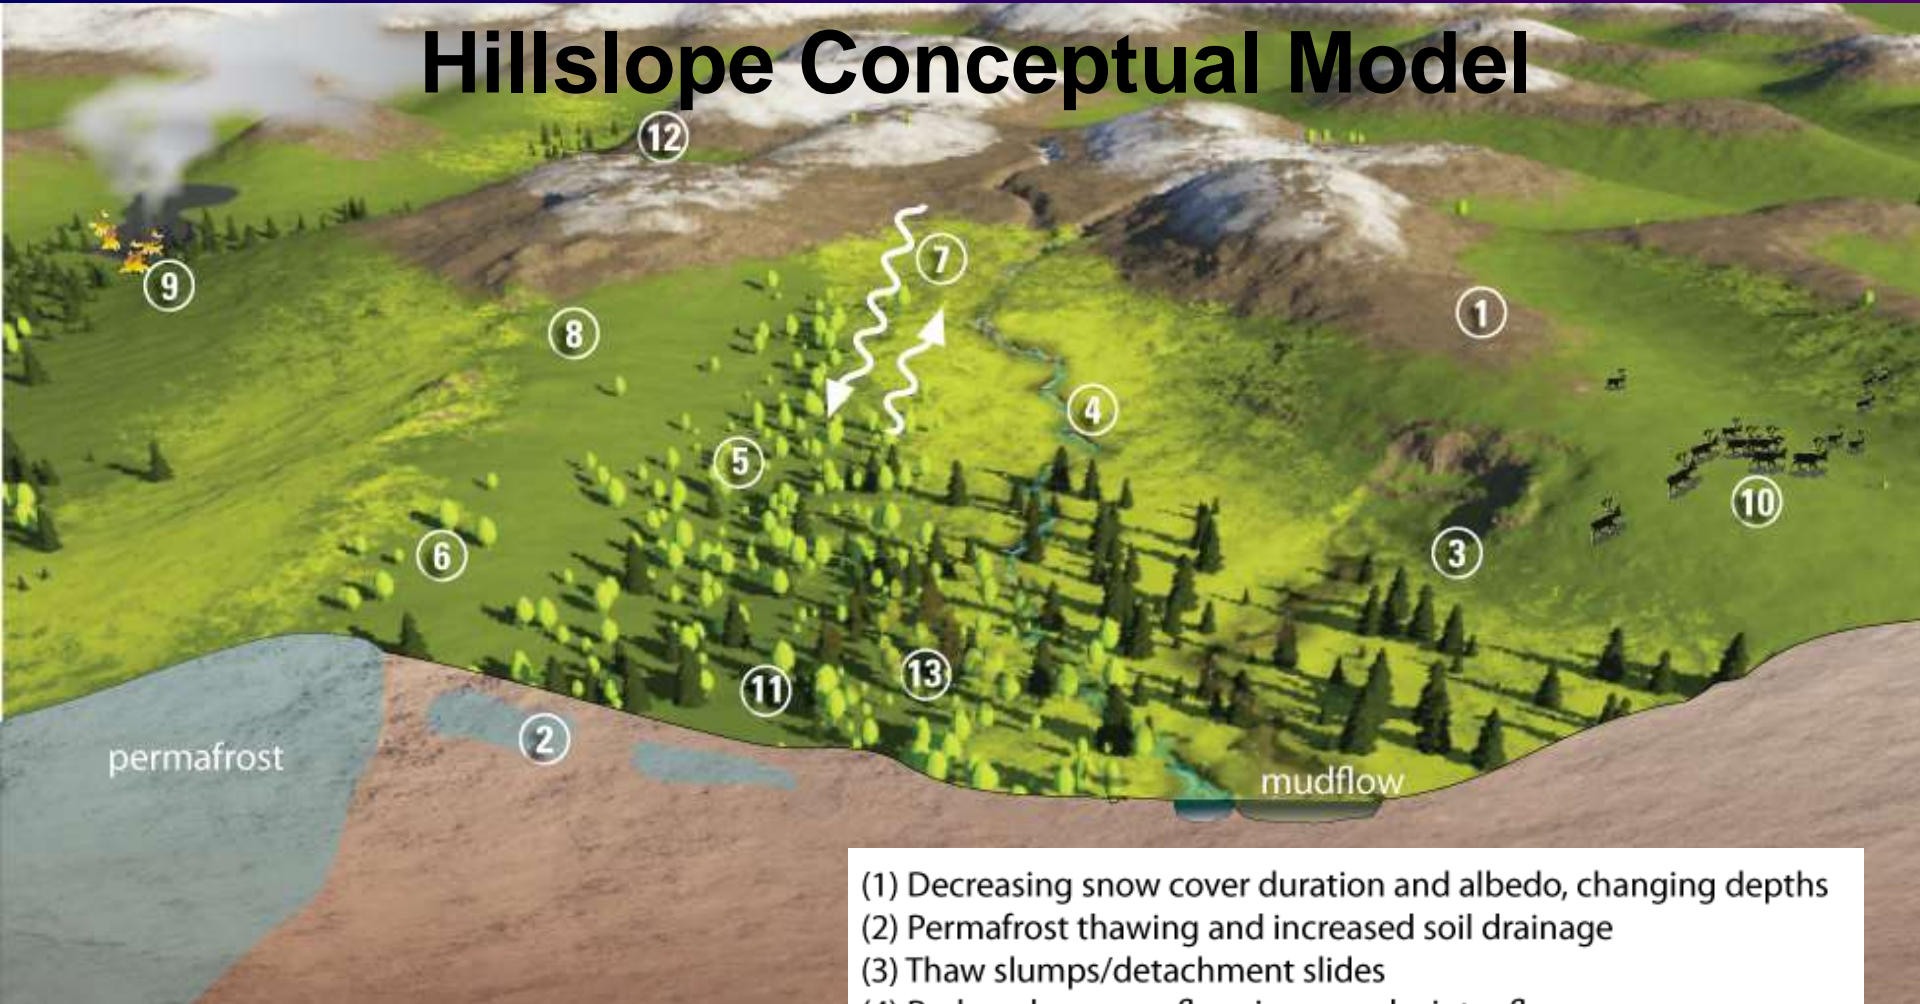 Hillslope Conceptual Model
12
7
9
1
8
4
5
10
3
6
13
11
2
permafrost
mudflow
(1) Decreasing snow cover duration and albedo, changing depths
(2) Permafrost thawing and increased soil drainage
(3) Thaw slumps/detachment slides